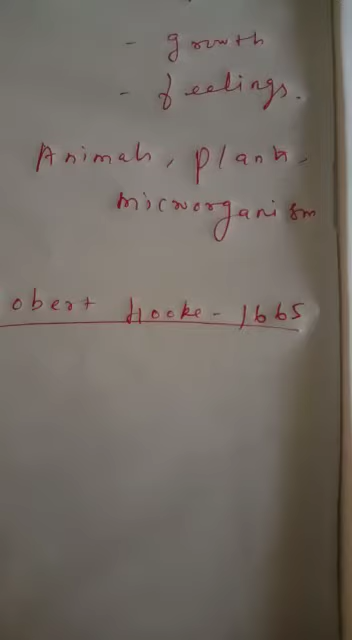 - growth
- feelings.
Animals, plants,
microorganism
obert Hooke - 1665